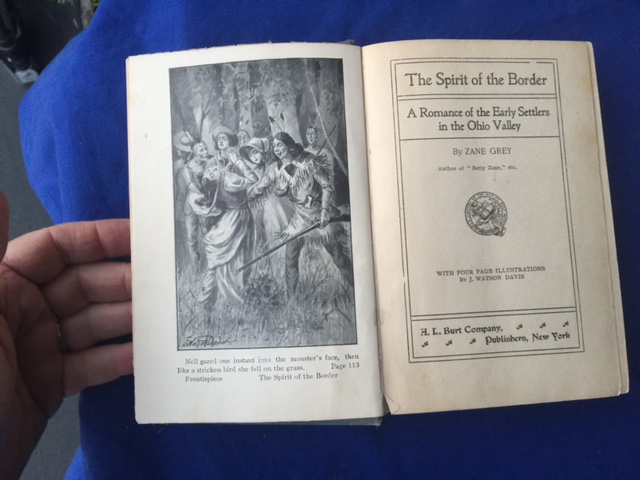 Nell gazed one instant into the monster's face, then
like a stricken bird she fell on the grass. Page 113
Frontispiece The Spirit of the Border
The Spirit of the Border
A Romance of the Early Settlers
in the Ohio Valley
By ZANE GREY
Author of "Betty Zane," etc.
WITH FOUR PAGE ILLUSTRATIONS
By J. WATSON DAVIS
A. L. Burt Company,
Publishers, New York